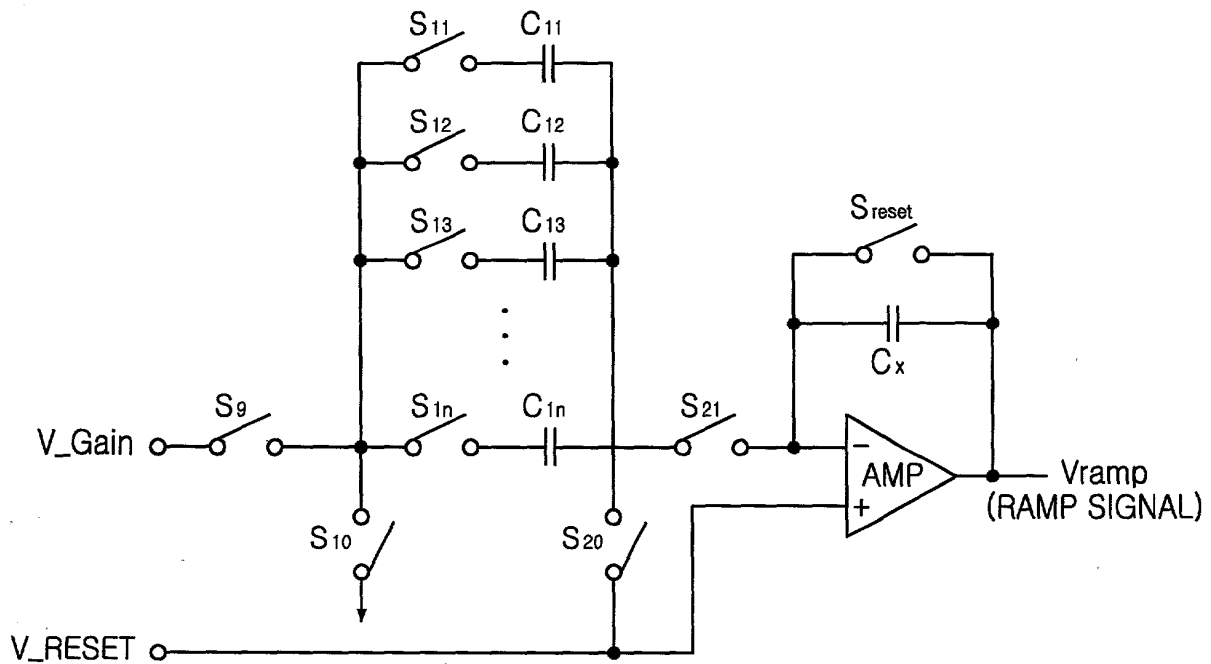 S11 C11
S12 C12
S13 C13
Sreset
Cx
V_Gain S9 S1n C1n S21
−
AMP
+
Vramp
(RAMP SIGNAL)
S10 S20
V_RESET